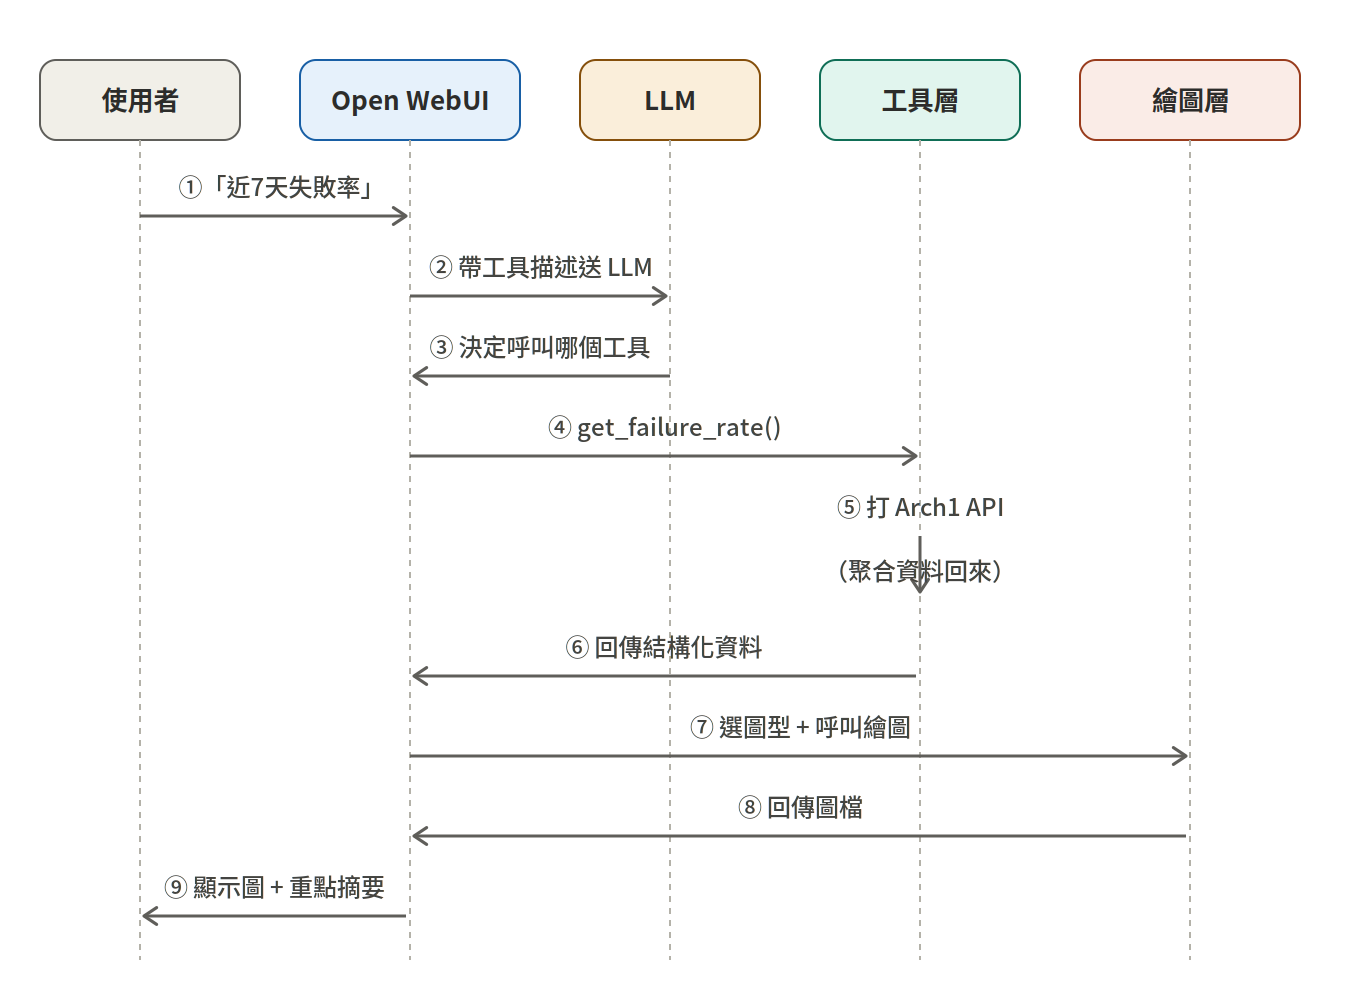 使用者
Open WebUI
LLM
工具層
繪圖層
①「近7天失敗率」
② 帶工具描述送 LLM
③ 決定呼叫哪個工具
④ get_failure_rate()
⑤ 打 Arch1 API
（聚合資料回來）
⑥ 回傳結構化資料
⑦ 選圖型 + 呼叫繪圖
⑧ 回傳圖檔
⑨ 顯示圖 + 重點摘要